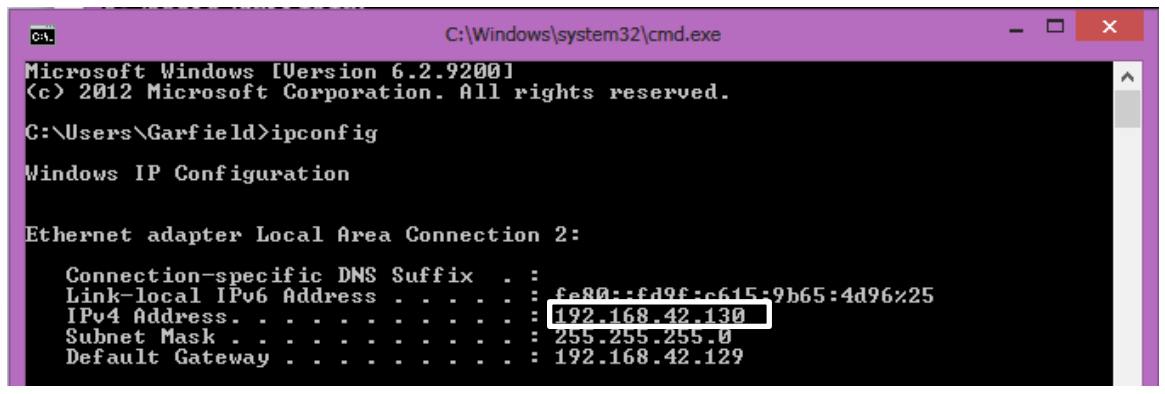 C:\Windows\system32\cmd.exe
Microsoft Windows [Version 6.2.9200]
(c) 2012 Microsoft Corporation. All rights reserved.
C:\Users\Garfield>ipconfig
Windows IP Configuration
Ethernet adapter Local Area Connection 2:
Connection-specific DNS Suffix . :
Link-local IPv6 Address . . . . . : fe80::fd9f:c615:9b65:4d96%25
IPv4 Address. . . . . . . . . . . : 192.168.42.130
Subnet Mask . . . . . . . . . . . : 255.255.255.0
Default Gateway . . . . . . . . . : 192.168.42.129